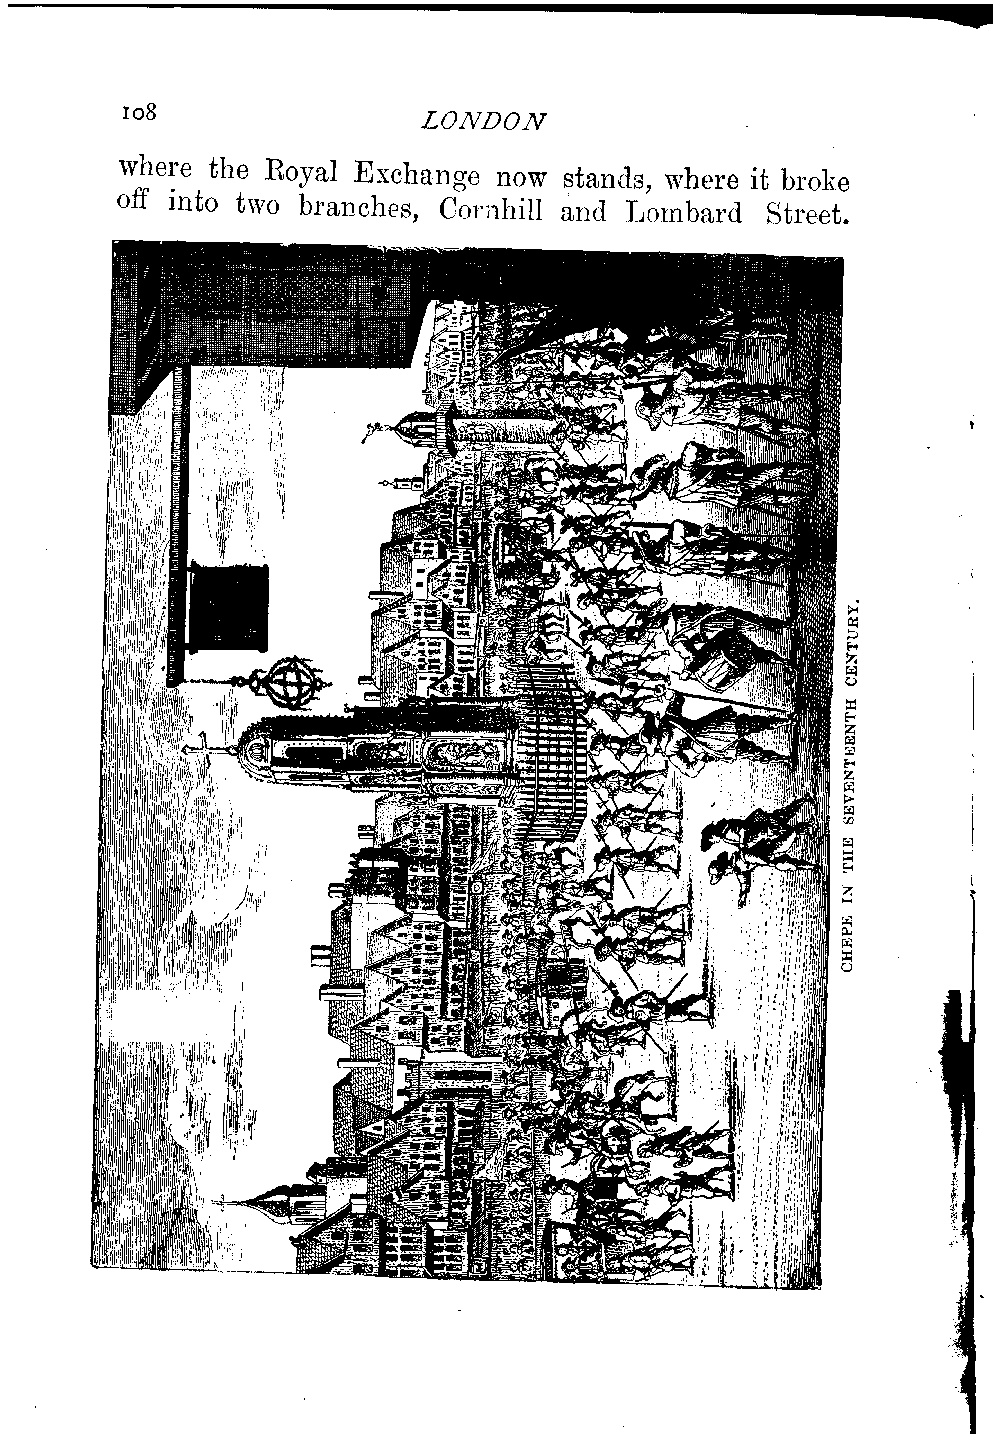 108
LONDON
where the Royal Exchange now stands, where it broke
off into two branches, Cornhill and Lombard Street.
CHEPE IN THE SEVENTEENTH CENTURY.